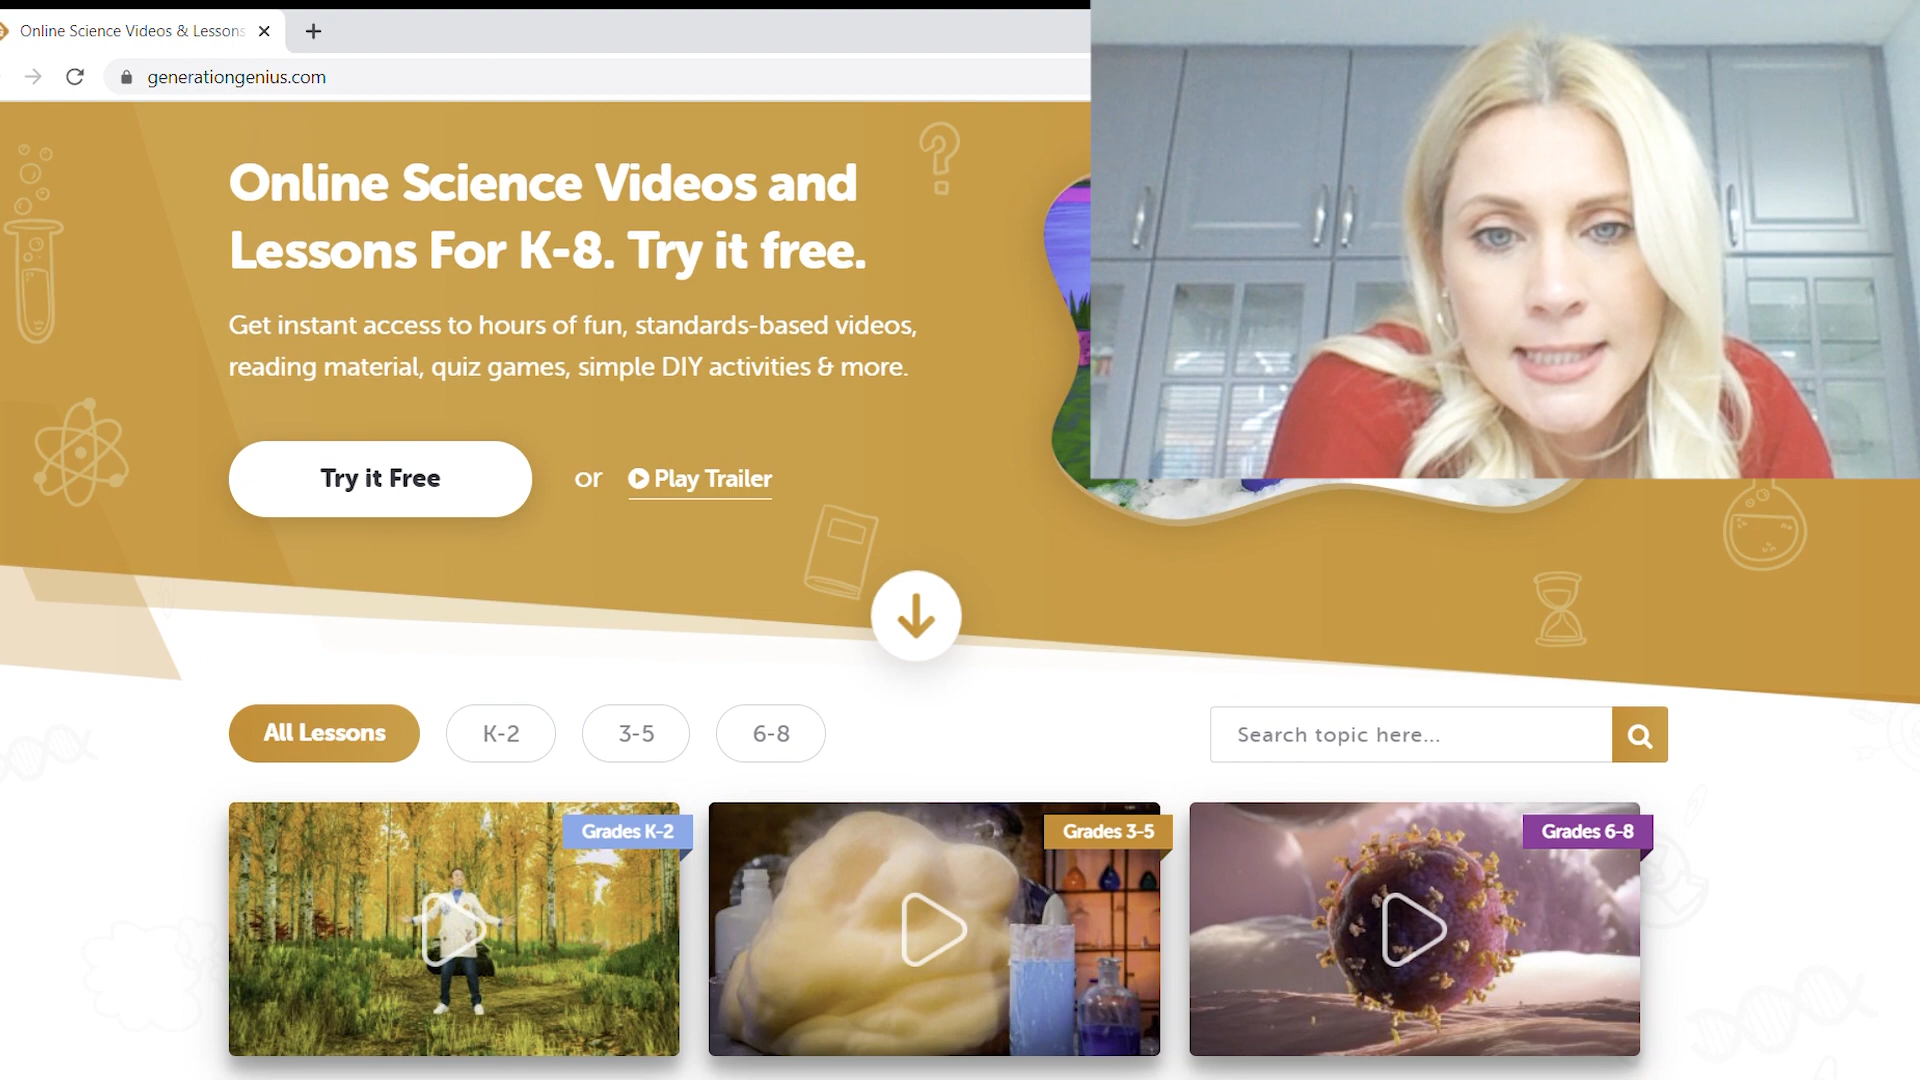 Online Science Videos & Lessons
generationgenius.com
Online Science Videos and
Lessons For K-8. Try it free.
Get instant access to hours of fun, standards-based videos,
reading material, quiz games, simple DIY activities & more.
Try it Free
or
Play Trailer
All Lessons
K-2
3-5
6-8
Search topic here...
Grades K-2
Grades 3-5
Grades 6-8